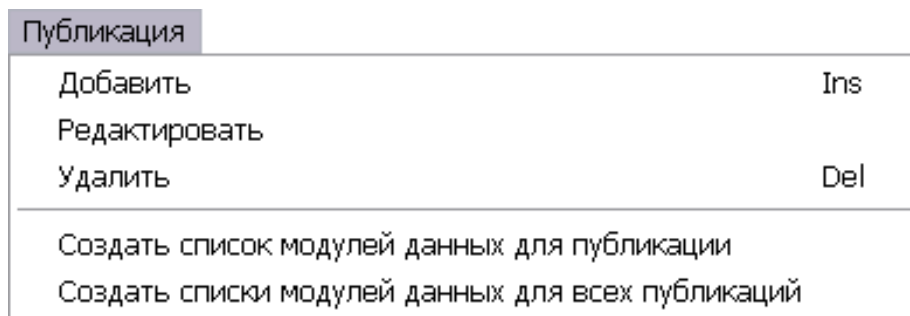 Публикация
Добавить Ins
Редактировать
Удалить Del
Создать список модулей данных для публикации
Создать списки модулей данных для всех публикаций